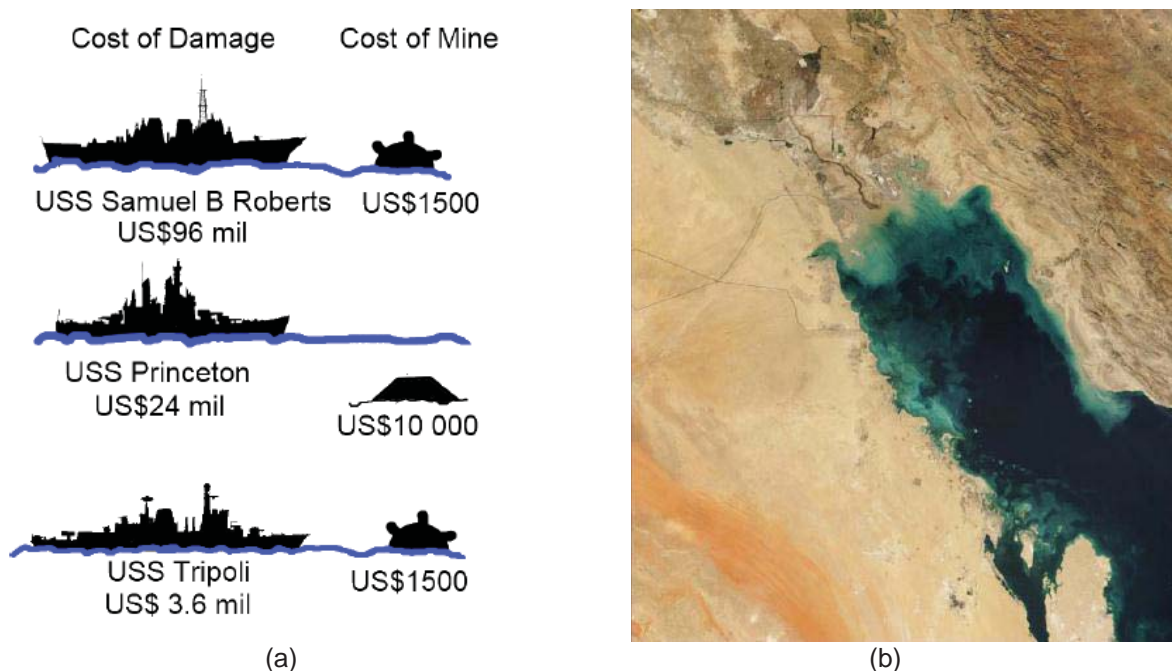 Cost of Damage
Cost of Mine
USS Samuel B Roberts
US$96 mil
US$1500
USS Princeton
US$24 mil
US$10 000
USS Tripoli
US$ 3.6 mil
US$1500
(a)
(b)